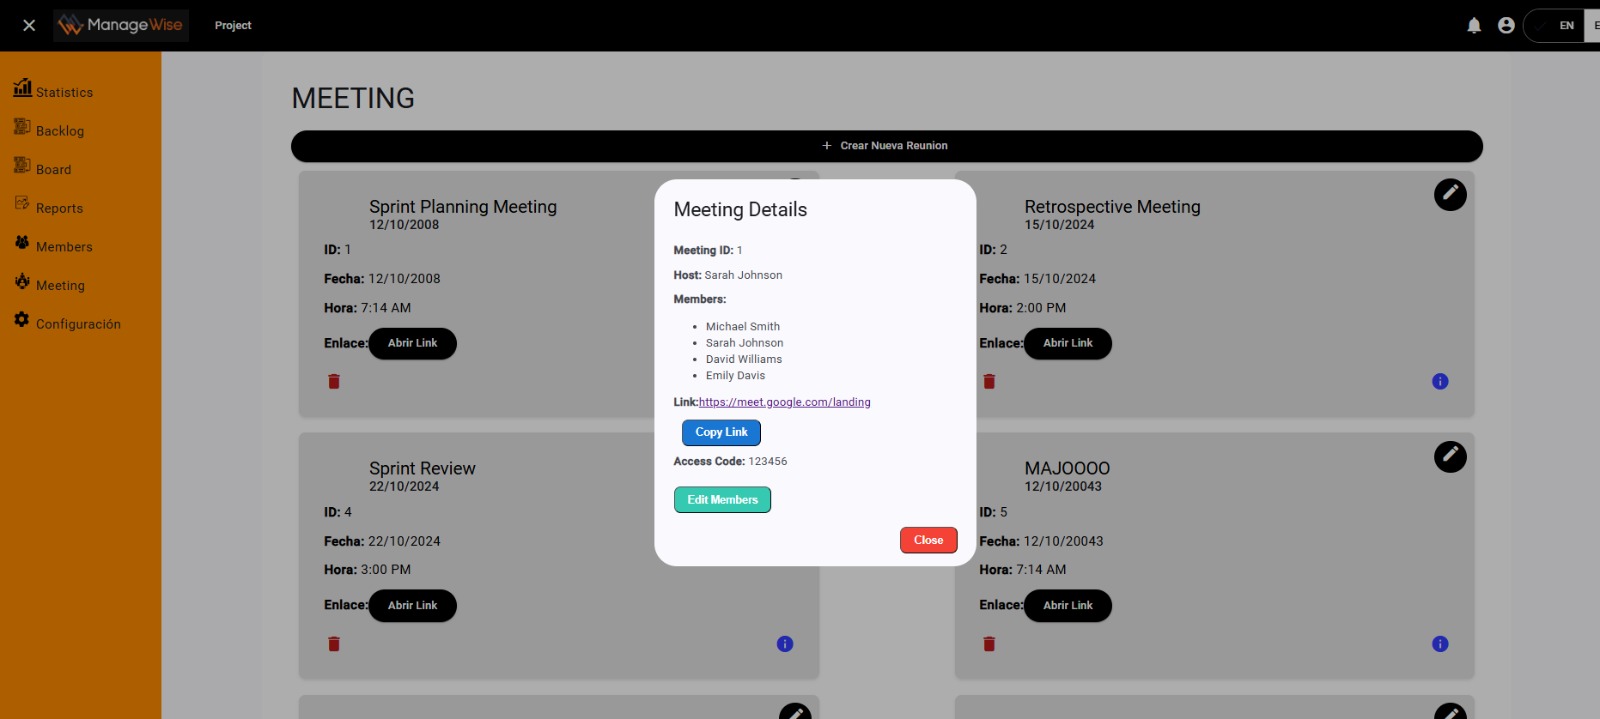 ManageWise
Project
EN
E
Statistics
Backlog
Board
Reports
Members
Meeting
Configuración
MEETING
+ Crear Nueva Reunion
Sprint Planning Meeting
12/10/2008
ID: 1
Fecha: 12/10/2008
Hora: 7:14 AM
Enlace: Abrir Link
Meeting Details
Meeting ID: 1
Host: Sarah Johnson
Members:
• Michael Smith
• Sarah Johnson
• David Williams
• Emily Davis
Link:https://meet.google.com/landing
Copy Link
Access Code: 123456
Edit Members
Close
Retrospective Meeting
15/10/2024
ID: 2
Fecha: 15/10/2024
Hora: 2:00 PM
Enlace: Abrir Link
Sprint Review
22/10/2024
ID: 4
Fecha: 22/10/2024
Hora: 3:00 PM
Enlace: Abrir Link
MAJOOOO
12/10/20043
ID: 5
Fecha: 12/10/20043
Hora: 7:14 AM
Enlace: Abrir Link